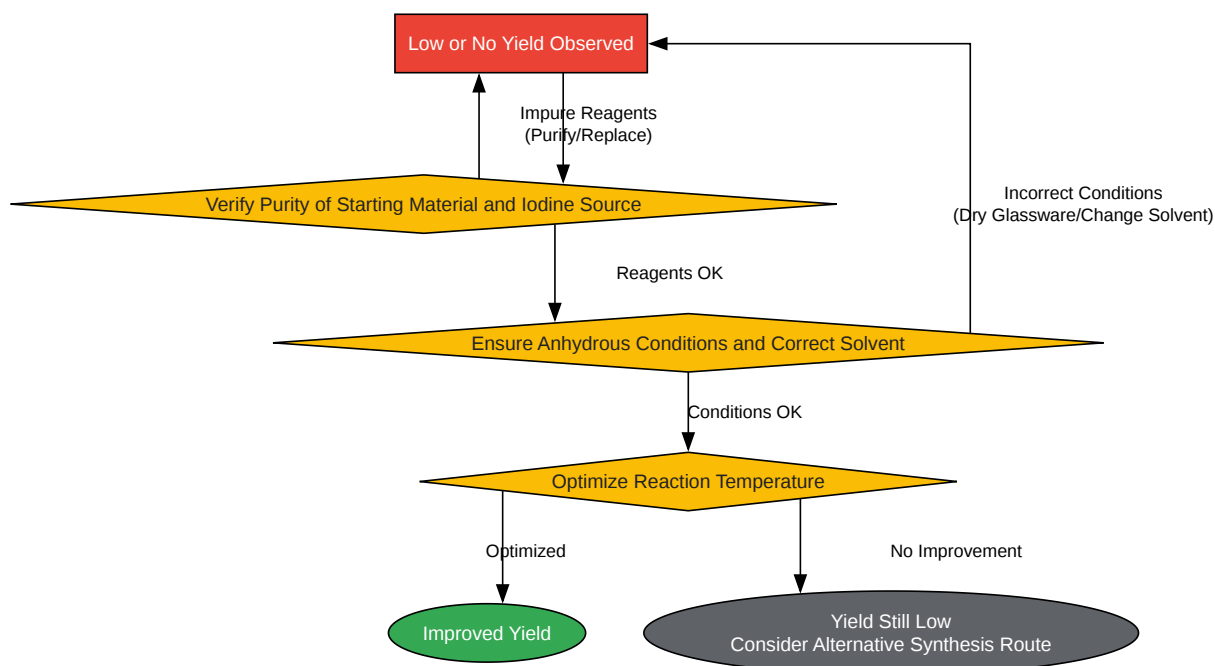 Low or No Yield Observed
Impure Reagents
(Purify/Replace)
Verify Purity of Starting Material and Iodine Source
Incorrect Conditions
(Dry Glassware/Change Solvent)
Reagents OK
Ensure Anhydrous Conditions and Correct Solvent
Conditions OK
Optimize Reaction Temperature
Optimized
No Improvement
Improved Yield
Yield Still Low
Consider Alternative Synthesis Route